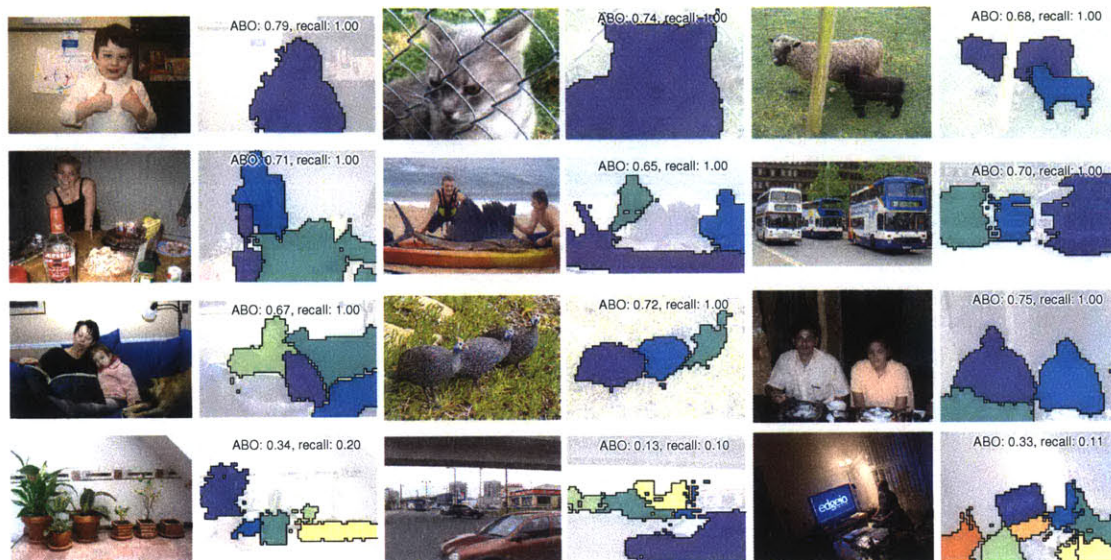 ABO: 0.79, recall: 1.00
ABO: 0.74, recall: 1.00
ABO: 0.68, recall: 1.00
ABO: 0.71, recall: 1.00
ABO: 0.65, recall: 1.00
ABO: 0.70, recall: 1.00
ABO: 0.67, recall: 1.00
ABO: 0.72, recall: 1.00
ABO: 0.75, recall: 1.00
ABO: 0.34, recall: 0.20
ABO: 0.13, recall: 0.10
ABO: 0.33, recall: 0.11
edgeio